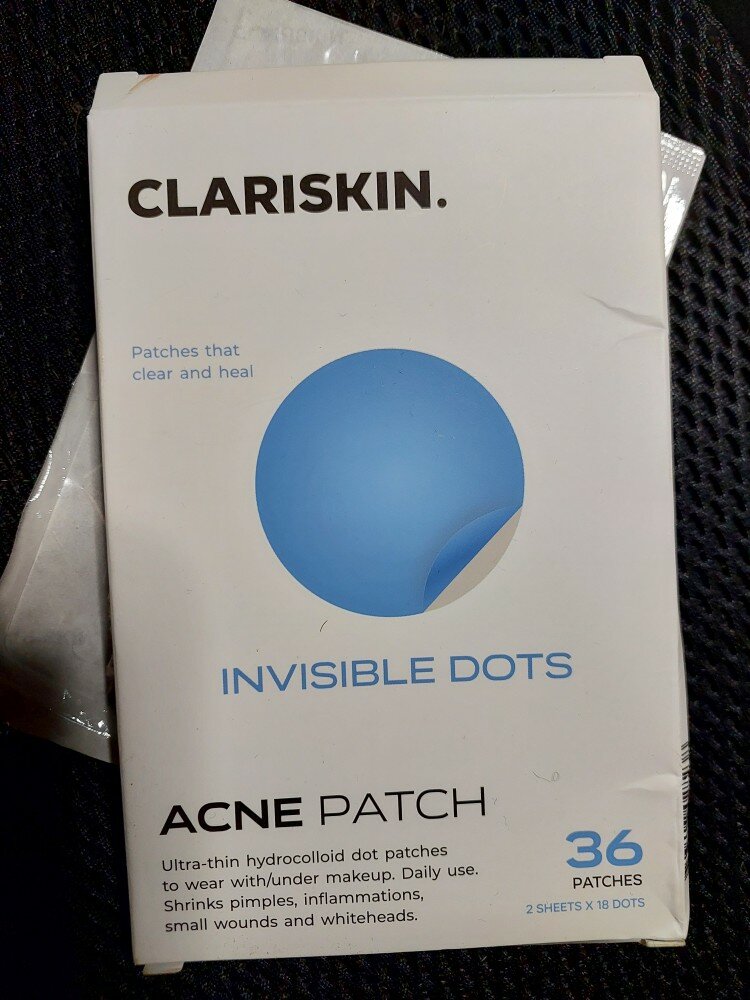 CLARISKIN.
Patches that
clear and heal
INVISIBLE DOTS
ACNE PATCH
Ultra-thin hydrocolloid dot patches
to wear with/under makeup. Daily use.
Shrinks pimples, inflammations,
small wounds and whiteheads.
36
PATCHES
2 SHEETS X 18 DOTS